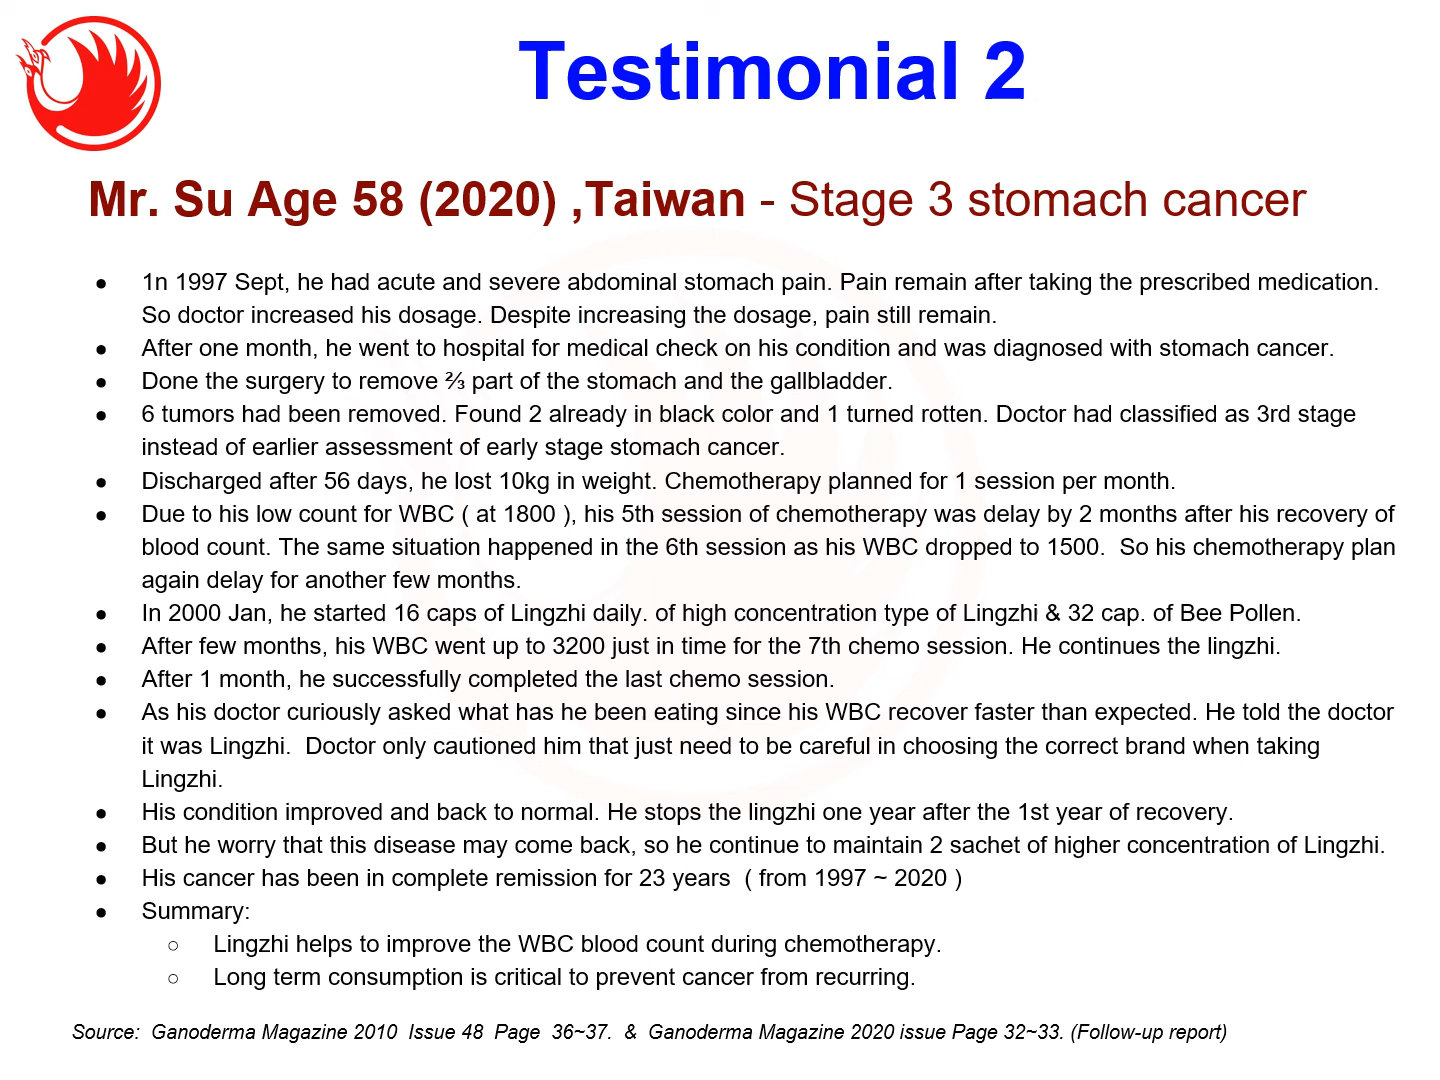 Testimonial 2
Mr. Su Age 58 (2020) ,Taiwan - Stage 3 stomach cancer
● 1n 1997 Sept, he had acute and severe abdominal stomach pain. Pain remain after taking the prescribed medication.
So doctor increased his dosage. Despite increasing the dosage, pain still remain.
● After one month, he went to hospital for medical check on his condition and was diagnosed with stomach cancer.
● Done the surgery to remove ⅔ part of the stomach and the gallbladder.
● 6 tumors had been removed. Found 2 already in black color and 1 turned rotten. Doctor had classified as 3rd stage
instead of earlier assessment of early stage stomach cancer.
● Discharged after 56 days, he lost 10kg in weight. Chemotherapy planned for 1 session per month.
● Due to his low count for WBC ( at 1800 ), his 5th session of chemotherapy was delay by 2 months after his recovery of
blood count. The same situation happened in the 6th session as his WBC dropped to 1500.  So his chemotherapy plan
again delay for another few months.
● In 2000 Jan, he started 16 caps of Lingzhi daily. of high concentration type of Lingzhi & 32 cap. of Bee Pollen.
● After few months, his WBC went up to 3200 just in time for the 7th chemo session. He continues the lingzhi.
● After 1 month, he successfully completed the last chemo session.
● As his doctor curiously asked what has he been eating since his WBC recover faster than expected. He told the doctor
it was Lingzhi.  Doctor only cautioned him that just need to be careful in choosing the correct brand when taking
Lingzhi.
● His condition improved and back to normal. He stops the lingzhi one year after the 1st year of recovery.
● But he worry that this disease may come back, so he continue to maintain 2 sachet of higher concentration of Lingzhi.
● His cancer has been in complete remission for 23 years  ( from 1997 ~ 2020 )
● Summary:
○ Lingzhi helps to improve the WBC blood count during chemotherapy.
○ Long term consumption is critical to prevent cancer from recurring.
Source:  Ganoderma Magazine 2010  Issue 48  Page  36~37.  &  Ganoderma Magazine 2020 issue Page 32~33. (Follow-up report)